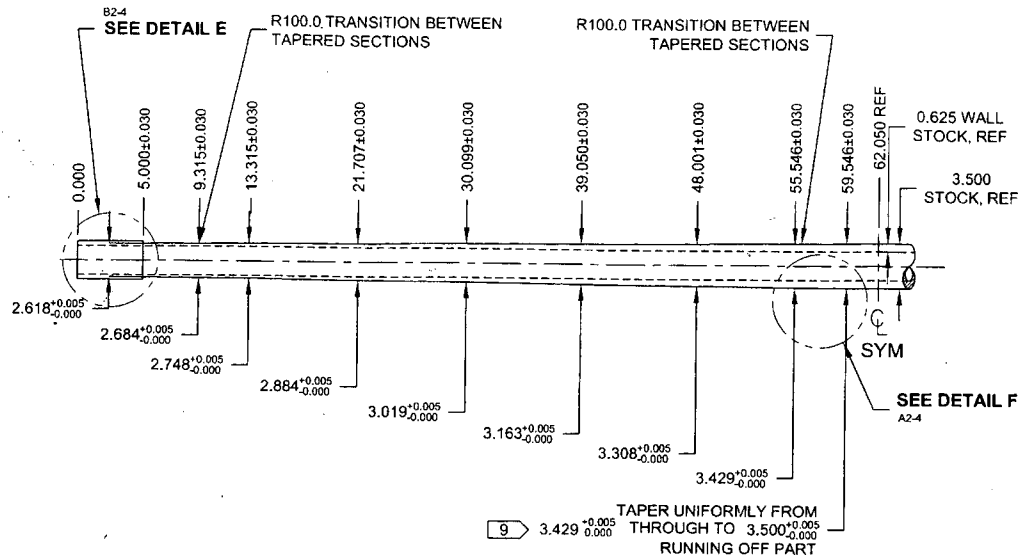 B2-4
SEE DETAIL E
R100.0 TRANSITION BETWEEN
TAPERED SECTIONS
R100.0 TRANSITION BETWEEN
TAPERED SECTIONS
0.000
5.000±0.030
9.315±0.030
13.315±0.030
21.707±0.030
30.099±0.030
39.050±0.030
48.001±0.030
55.546±0.030
59.546±0.030
62.050 REF
0.625 WALL
STOCK, REF
3.500
STOCK, REF
2.618 +0.005 -0.000
2.684 +0.005 -0.000
2.748 +0.005 -0.000
2.884 +0.005 -0.000
3.019 +0.005 -0.000
3.163 +0.005 -0.000
3.308 +0.005 -0.000
3.429 +0.005 -0.000
CL
SYM
SEE DETAIL F
A2-4
TAPER UNIFORMLY FROM
9 3.429 +0.005 0.000 THROUGH TO 3.500 +0.005 -0.000
RUNNING OFF PART